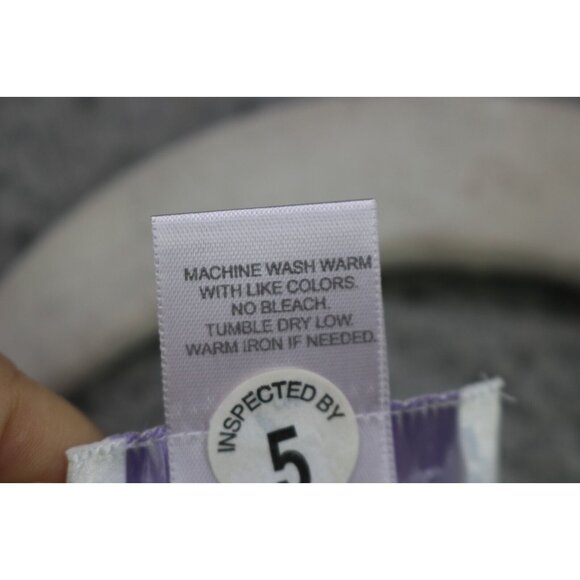 MACHINE WASH WARM
WITH LIKE COLORS.
NO BLEACH.
TUMBLE DRY LOW.
WARM IRON IF NEEDED.
INSPECTED BY
5